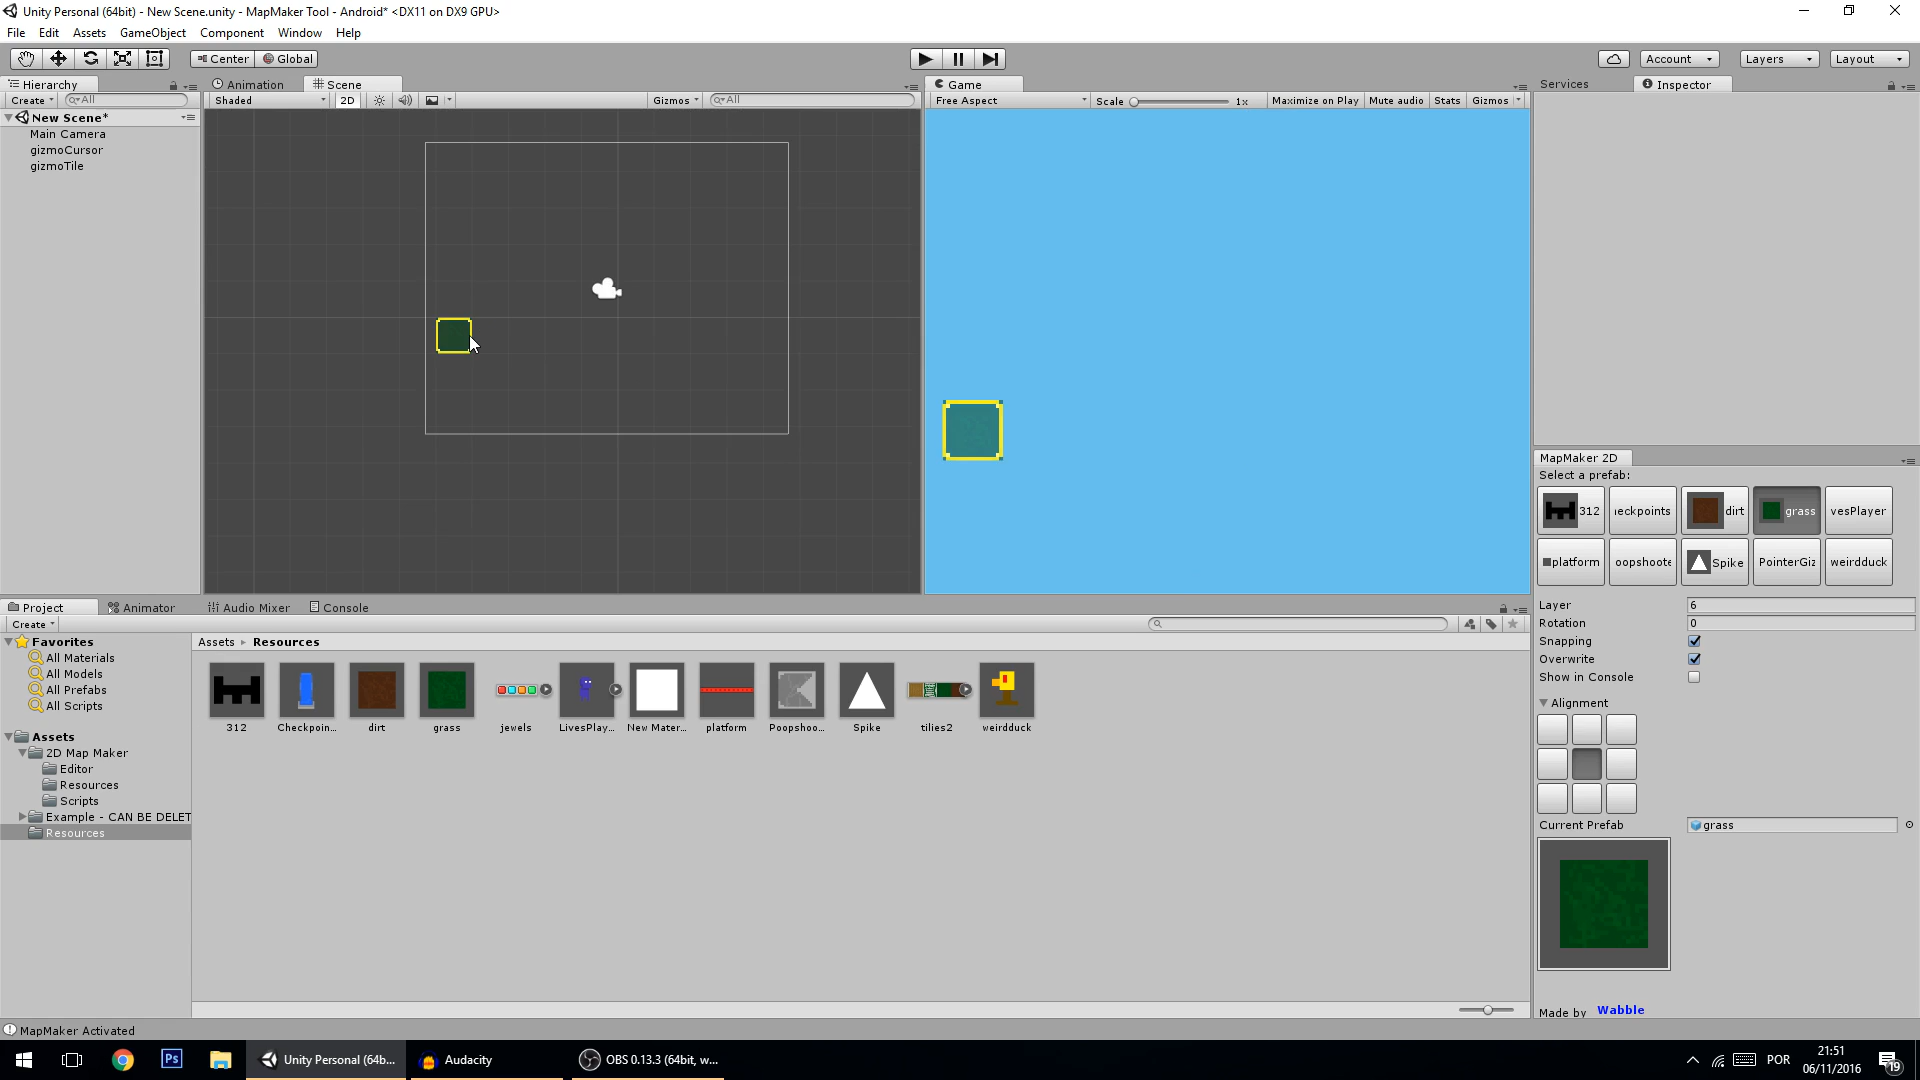 Unity Personal (64bit) - New Scene.unity - MapMaker Tool - Android* <DX11 on DX9 GPU>
File Edit Assets GameObject Component Window Help
Center Global Account Layers Layout
Hierarchy Animation Scene Game Services Inspector
Create All Shaded 2D Gizmos All Free Aspect Scale 1x Maximize on Play Mute audio Stats Gizmos
New Scene*
Main Camera
gizmoCursor
gizmoTile
MapMaker 2D
Select a prefab:
312 eckpoints dirt grass vesPlayer
platform oopshoote Spike PointerGiz weirdduck
Layer 6
Rotation 0
Snapping
Overwrite
Show in Console
Alignment
Current Prefab grass
Made by Wabble
Project Animator Audio Mixer Console
Create
Favorites
All Materials
All Models
All Prefabs
All Scripts
Assets
2D Map Maker
Editor
Resources
Scripts
Example - CAN BE DELET
Resources
Assets Resources
312 Checkpoin... dirt grass jewels LivesPlay... New Mater... platform Poopshoo... Spike tilies2 weirdduck
MapMaker Activated
Ps Unity Personal (64b... Audacity OBS 0.13.3 (64bit, w... POR 21:51
06/11/2016 19